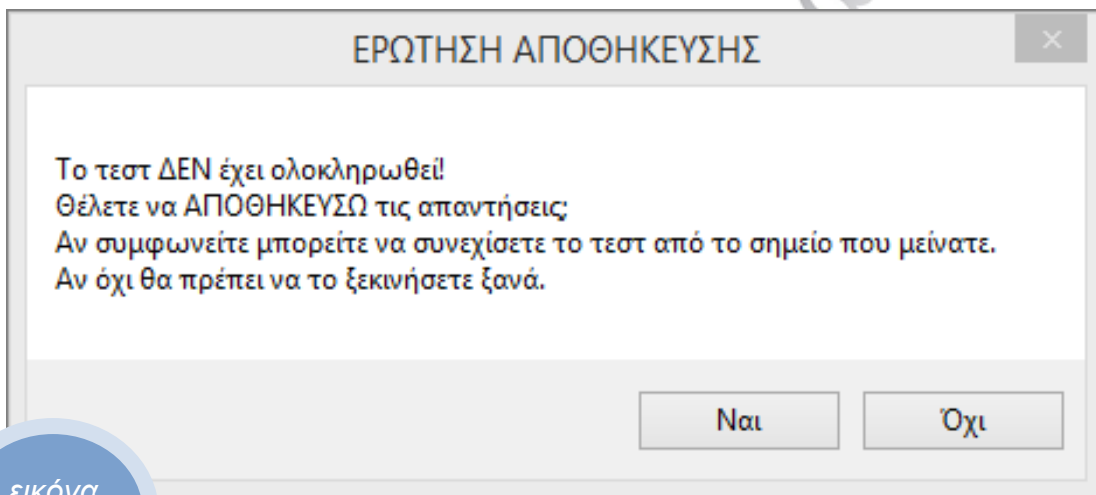 ΕΡΩΤΗΣΗ ΑΠΟΘΗΚΕΥΣΗΣ
Το τεστ ΔΕΝ έχει ολοκληρωθεί!
Θέλετε να ΑΠΟΘΗΚΕΥΣΩ τις απαντήσεις;
Αν συμφωνείτε μπορείτε να συνεχίσετε το τεστ από το σημείο που μείνατε.
Αν όχι θα πρέπει να το ξεκινήσετε ξανά.
Ναι
Όχι
εικόνα